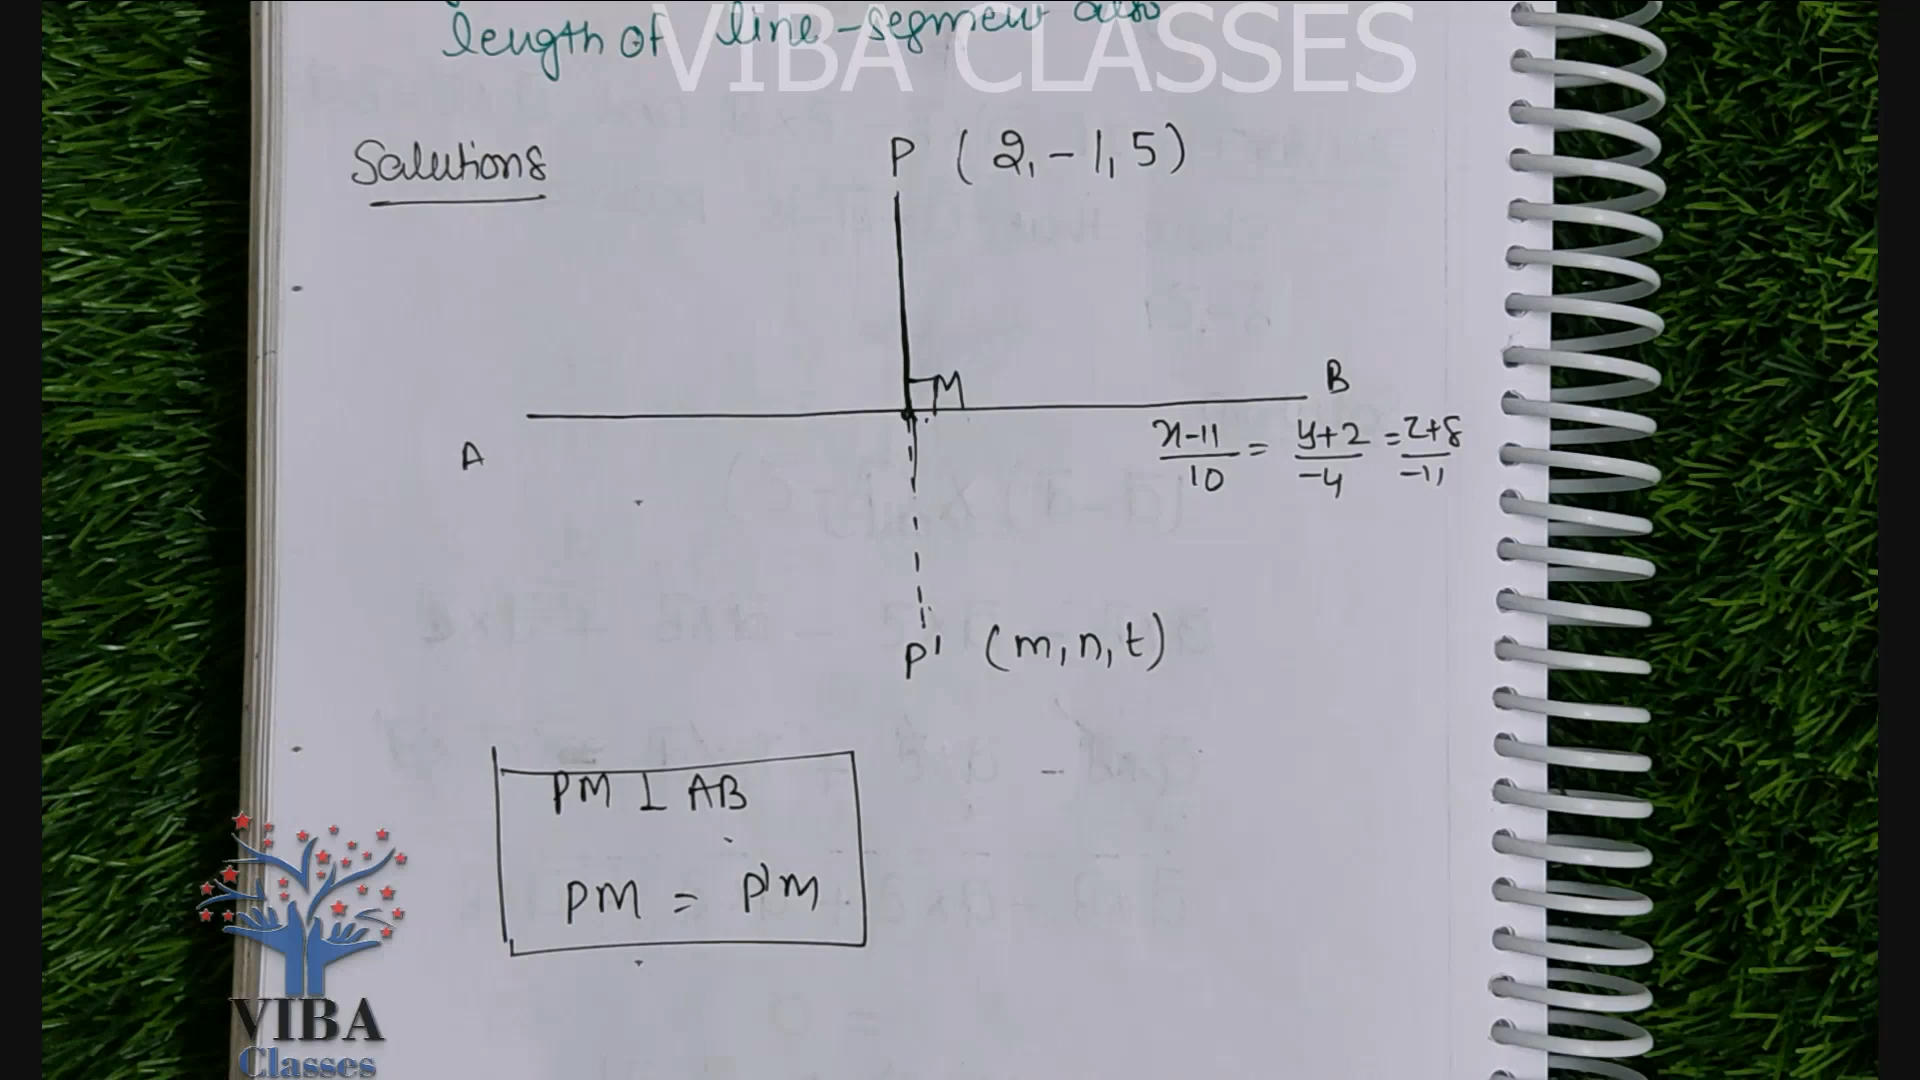 length of line-segment also
VIBA CLASSES
Solutions
P (2, -1, 5)
M
B
A
x-11/10 = y+2/-4 = z+8/-11
P' (m, n, t)
PM ⊥ AB
PM = P'M
VIBA
Classes